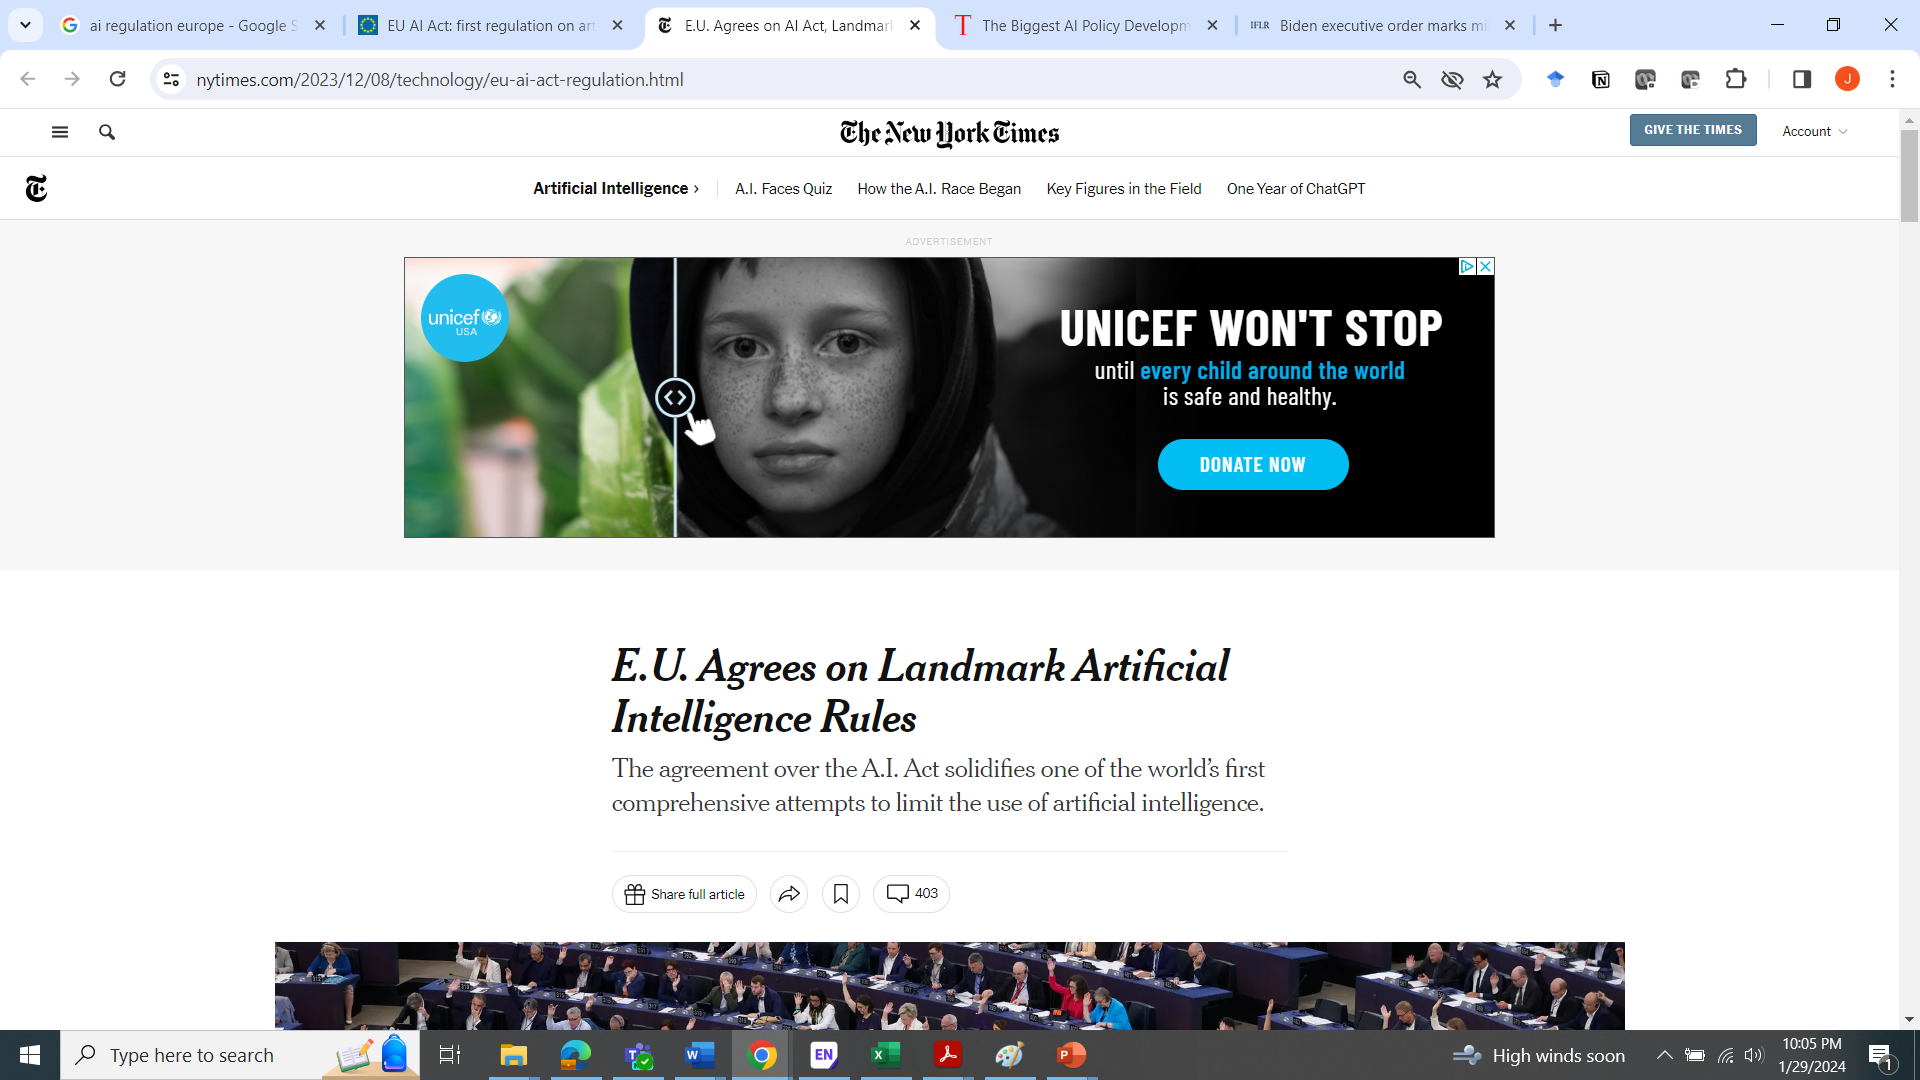 ai regulation europe - Google S
EU AI Act: first regulation on art
E.U. Agrees on AI Act, Landmark
The Biggest AI Policy Developm
IFLR Biden executive order marks mi
nytimes.com/2023/12/08/technology/eu-ai-act-regulation.html
J
The New York Times
GIVE THE TIMES
Account
Artificial Intelligence ›
A.I. Faces Quiz
How the A.I. Race Began
Key Figures in the Field
One Year of ChatGPT
ADVERTISEMENT
unicef
USA
UNICEF WON'T STOP
until every child around the world
is safe and healthy.
DONATE NOW
E.U. Agrees on Landmark Artificial
Intelligence Rules
The agreement over the A.I. Act solidifies one of the world's first
comprehensive attempts to limit the use of artificial intelligence.
Share full article
403
Type here to search
EN
High winds soon
10:05 PM
1/29/2024
1